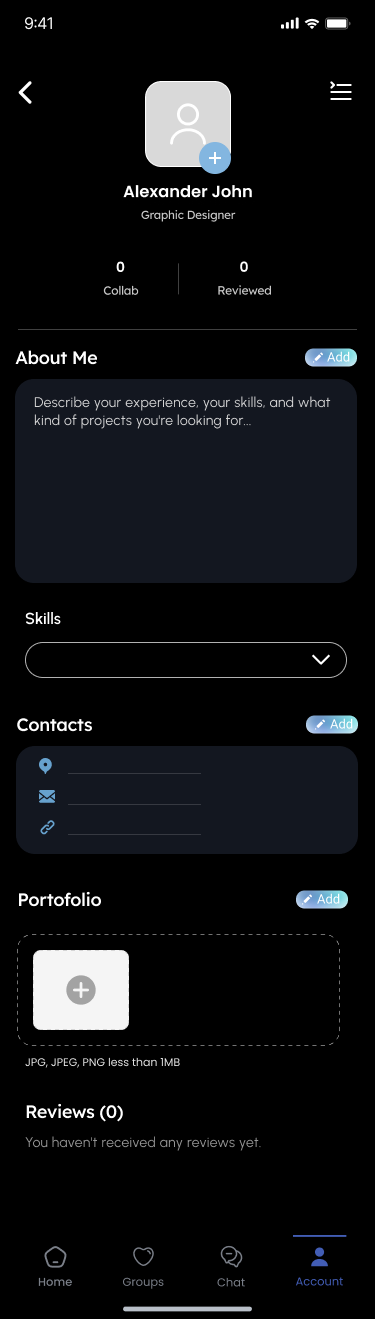 9:41
Alexander John
Graphic Designer
0
0
Collab
Reviewed
About Me
Add
Describe your experience, your skills, and what
kind of projects you're looking for...
Skills
Contacts
Add
Portofolio
Add
JPG, JPEG, PNG less than 1MB
Reviews (0)
You haven't received any reviews yet.
Home
Groups
Chat
Account